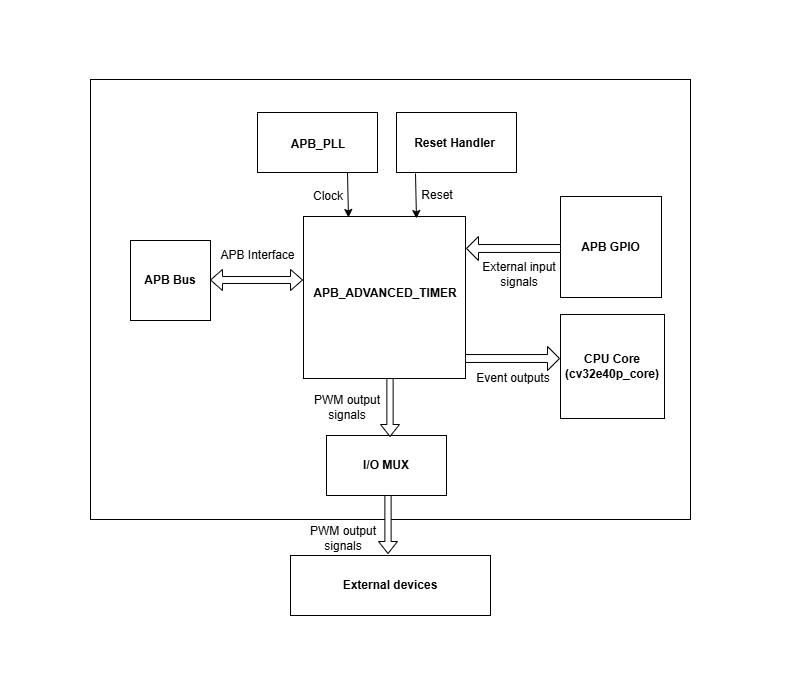 APB_PLL
Reset Handler
Clock
Reset
APB Bus
APB Interface
APB_ADVANCED_TIMER
External input
signals
APB GPIO
Event outputs
CPU Core
(cv32e40p_core)
PWM output
signals
I/O MUX
PWM output
signals
External devices